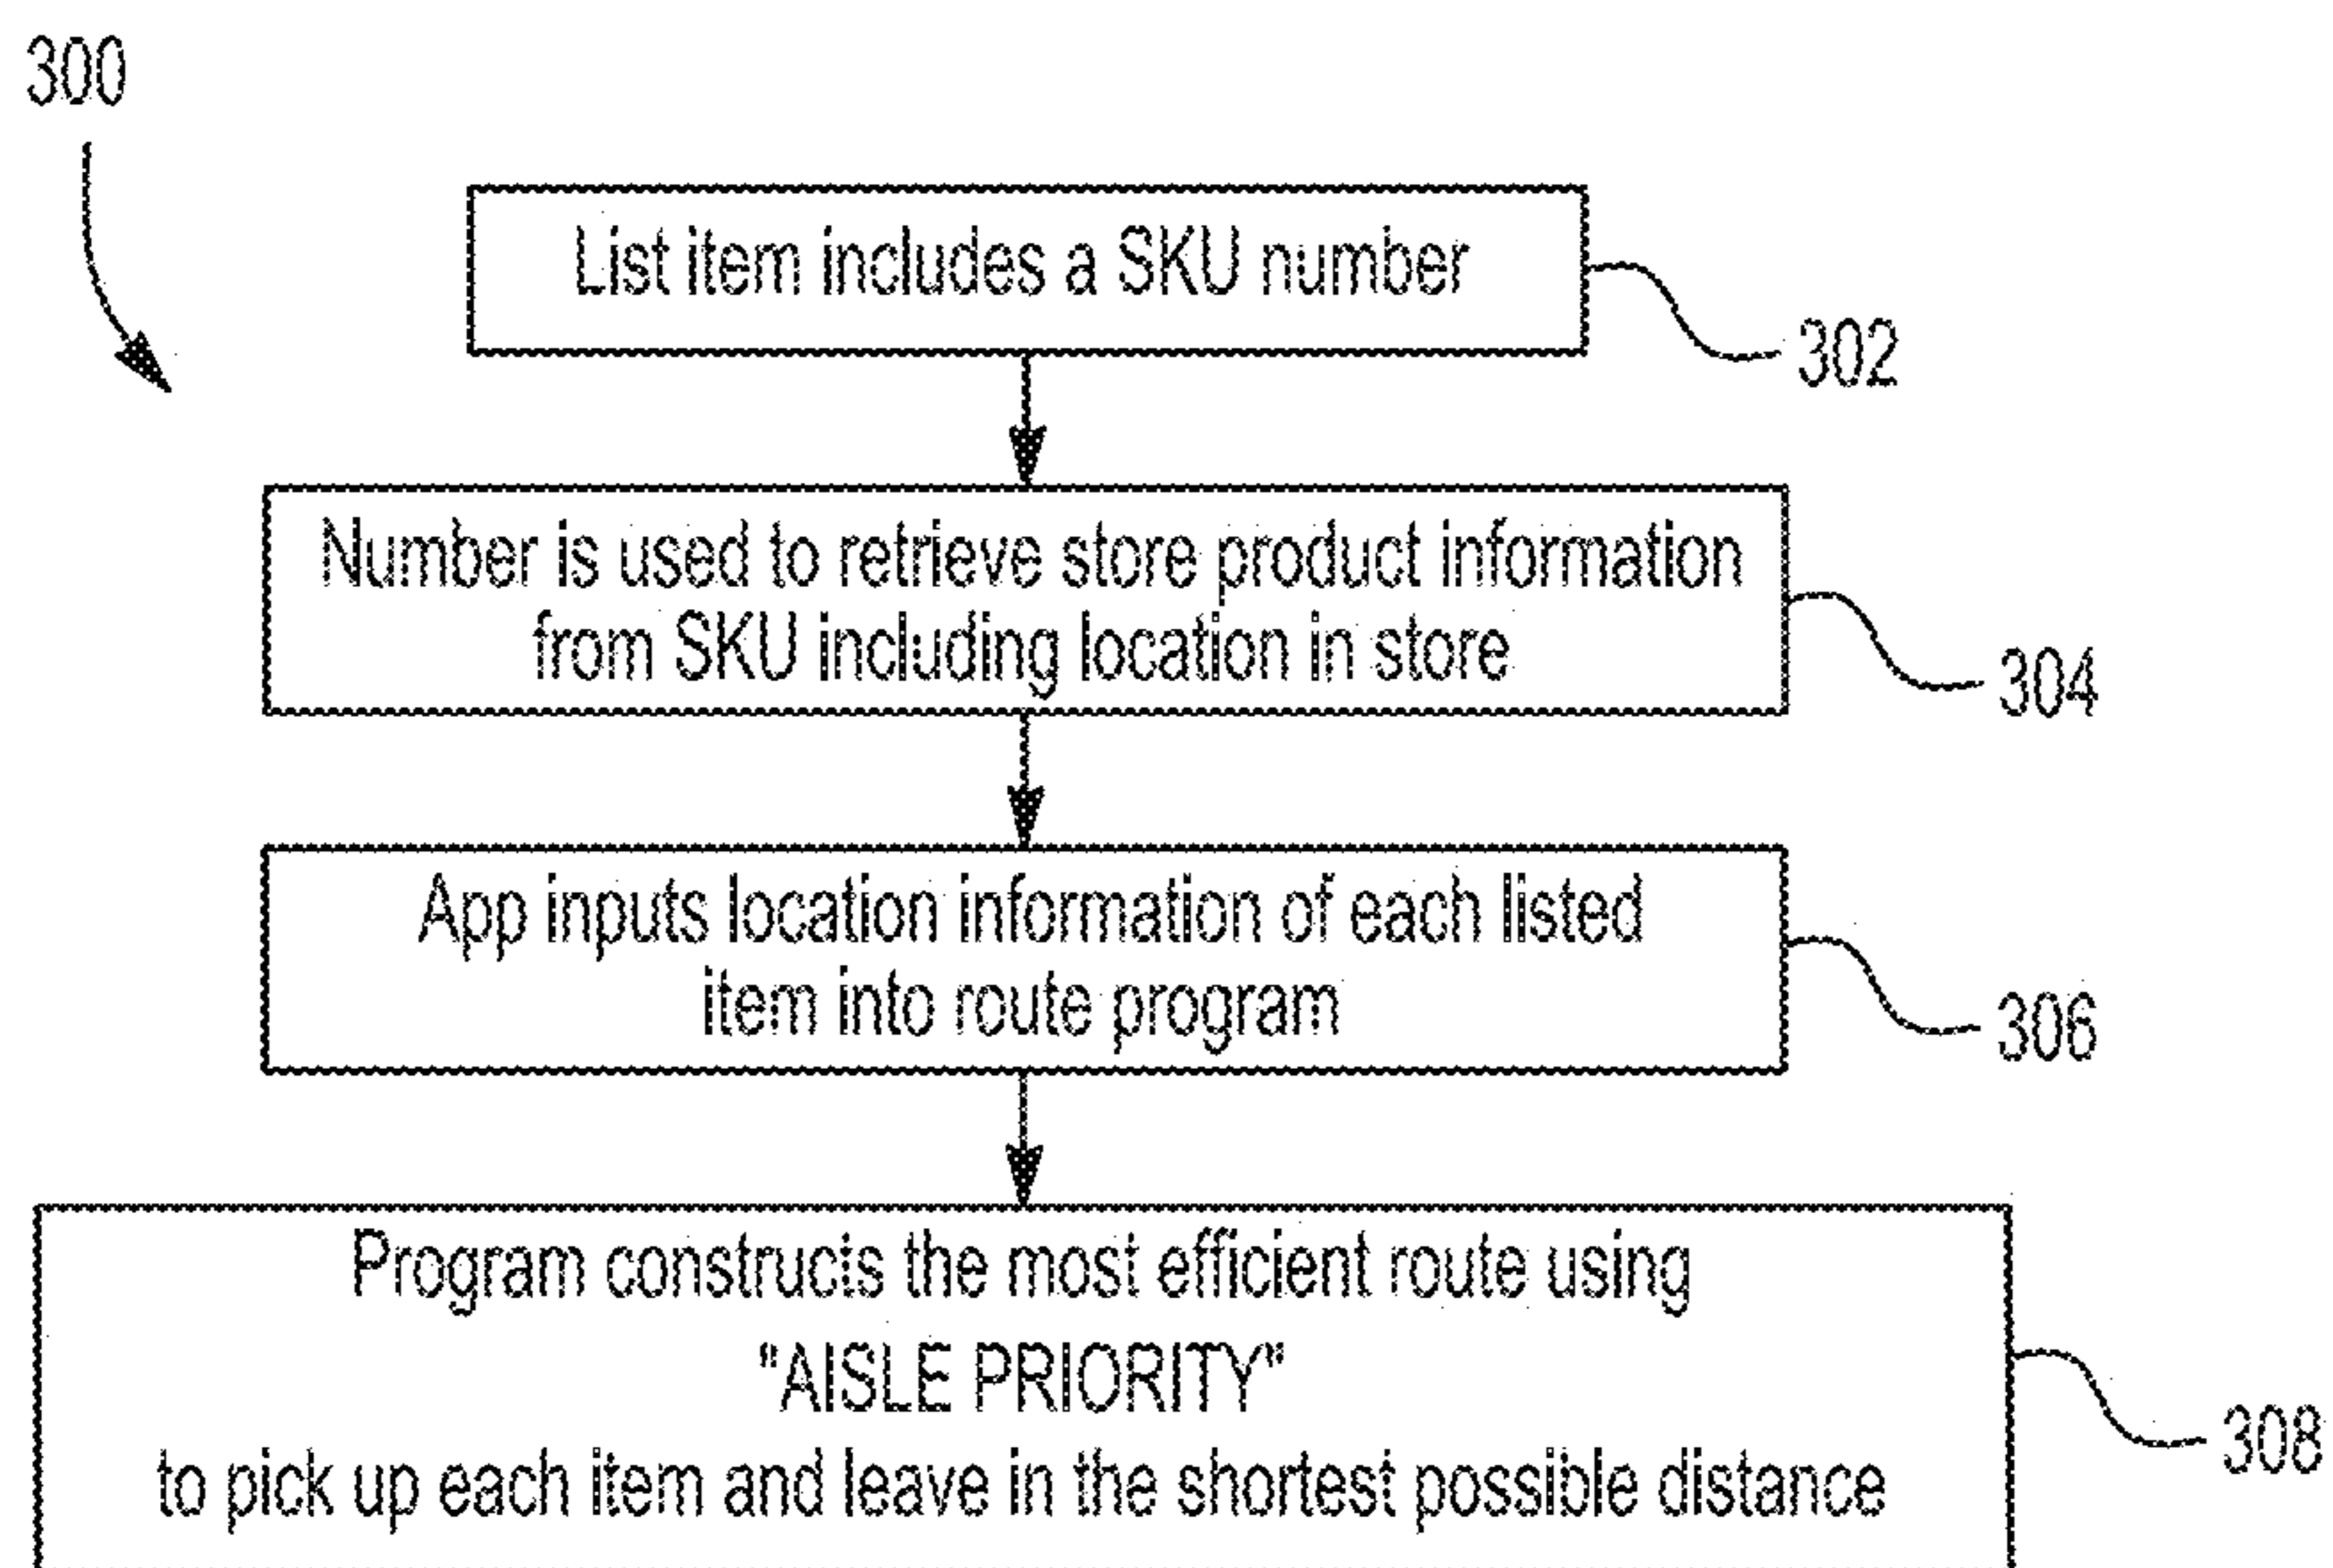 300
List item includes a SKU number
302
Number is used to retrieve store product information
from SKU including location in store
304
App inputs location information of each listed
item into route program
306
Program constructs the most efficient route using
"AISLE PRIORITY"
to pick up each item and leave in the shortest possible distance
308